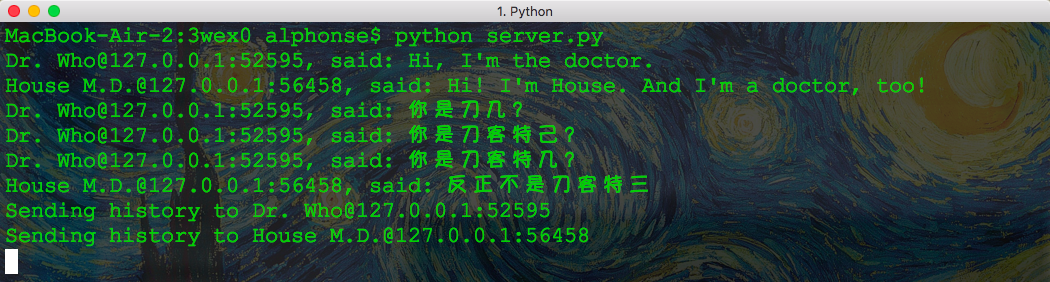 1. Python
MacBook-Air-2:3wex0 alphonse$ python server.py
Dr. Who@127.0.0.1:52595, said: Hi, I'm the doctor.
House M.D.@127.0.0.1:56458, said: Hi! I'm House. And I'm a doctor, too!
Dr. Who@127.0.0.1:52595, said: 你是刀几？
Dr. Who@127.0.0.1:52595, said: 你是刀客特己？
Dr. Who@127.0.0.1:52595, said: 你是刀客特几？
House M.D.@127.0.0.1:56458, said: 反正不是刀客特三
Sending history to Dr. Who@127.0.0.1:52595
Sending history to House M.D.@127.0.0.1:56458